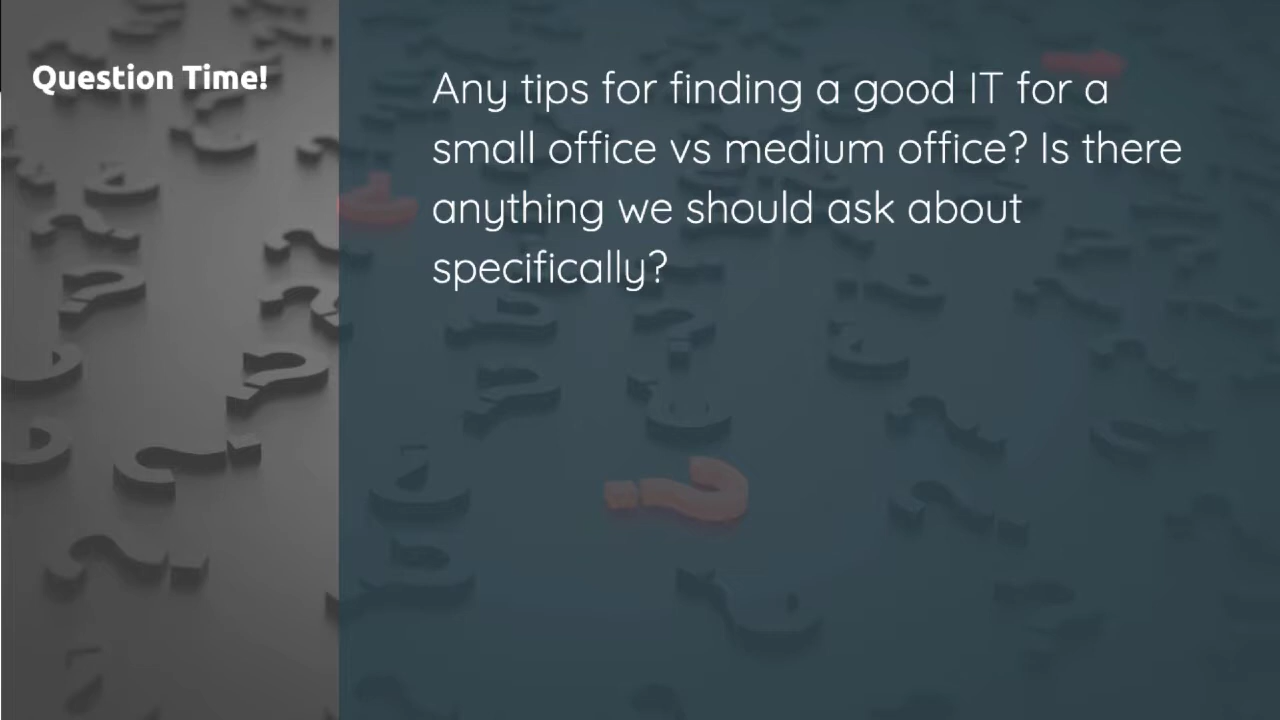 Question Time!
Any tips for finding a good IT for a
small office vs medium office? Is there
anything we should ask about
specifically?